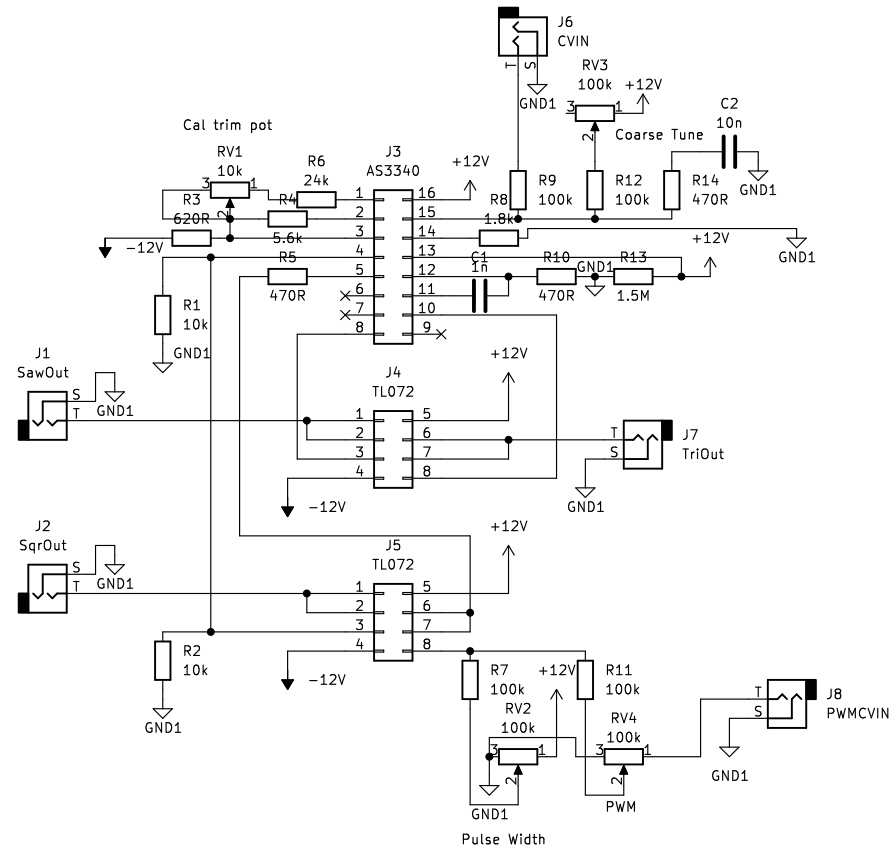 J6
CVIN
T S
GND1
RV3
100k
3 1
2
+12V
Coarse Tune
C2
10n
GND1
Cal trim pot
RV1
10k
3 1
2
R6
24k
R3
620R
R4
5.6k
-12V
R5
470R
R1
10k
GND1
J3
AS3340
1 16
2 15
3 14
4 13
5 12
6 11
7 10
8 9
+12V
R9
100k
R12
100k
R14
470R
R8
1.8k
GND1
+12V
C1
1n
R10
470R
GND1
R13
1.5M
J1
SawOut
S
T
GND1
J4
TL072
1 5
2 6
3 7
4 8
+12V
-12V
T
S
J7
TriOut
GND1
J2
SqrOut
S
T
GND1
J5
TL072
1 5
2 6
3 7
4 8
+12V
-12V
R2
10k
GND1
R7
100k
+12V
R11
100k
RV2
100k
3 1
2
GND1
Pulse Width
RV4
100k
3 1
2
PWM
T
S
J8
PWMCVIN
GND1